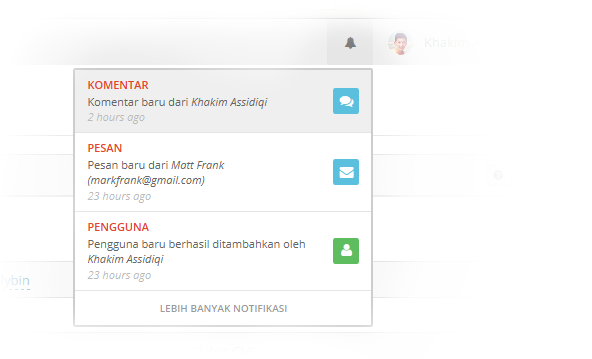 Khakim
KOMENTAR
Komentar baru dari Khakim Assidiqi
2 hours ago
PESAN
Pesan baru dari Matt Frank
(markfrank@gmail.com)
23 hours ago
PENGGUNA
Pengguna baru berhasil ditambahkan oleh
Khakim Assidiqi
23 hours ago
LEBIH BANYAK NOTIFIKASI